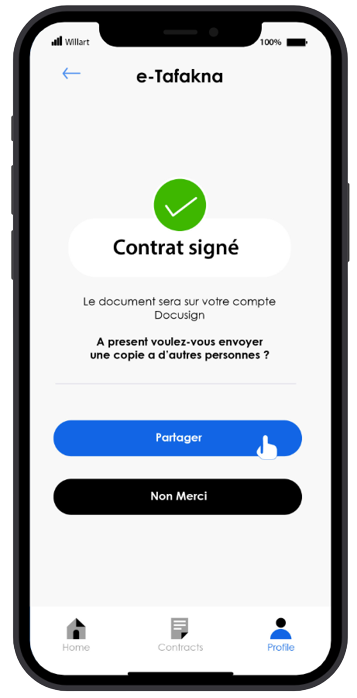 Willart 100%
e-Tafakna
Contrat signé
Le document sera sur votre compte
Docusign
A present voulez-vous envoyer
une copie a d'autres personnes ?
Partager
Non Merci
Home Contracts Profile